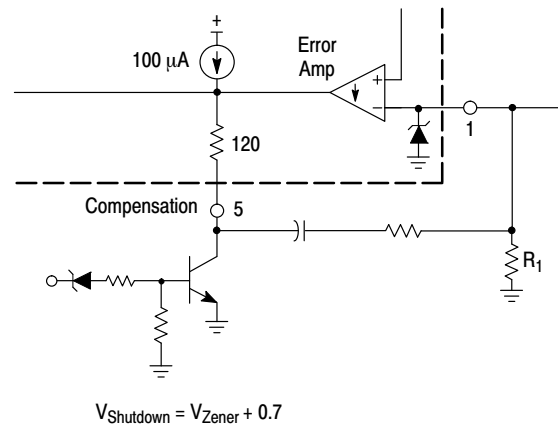 +
100 μA
Error
Amp
+
−
1
120
Compensation
5
R1
VShutdown = VZener + 0.7